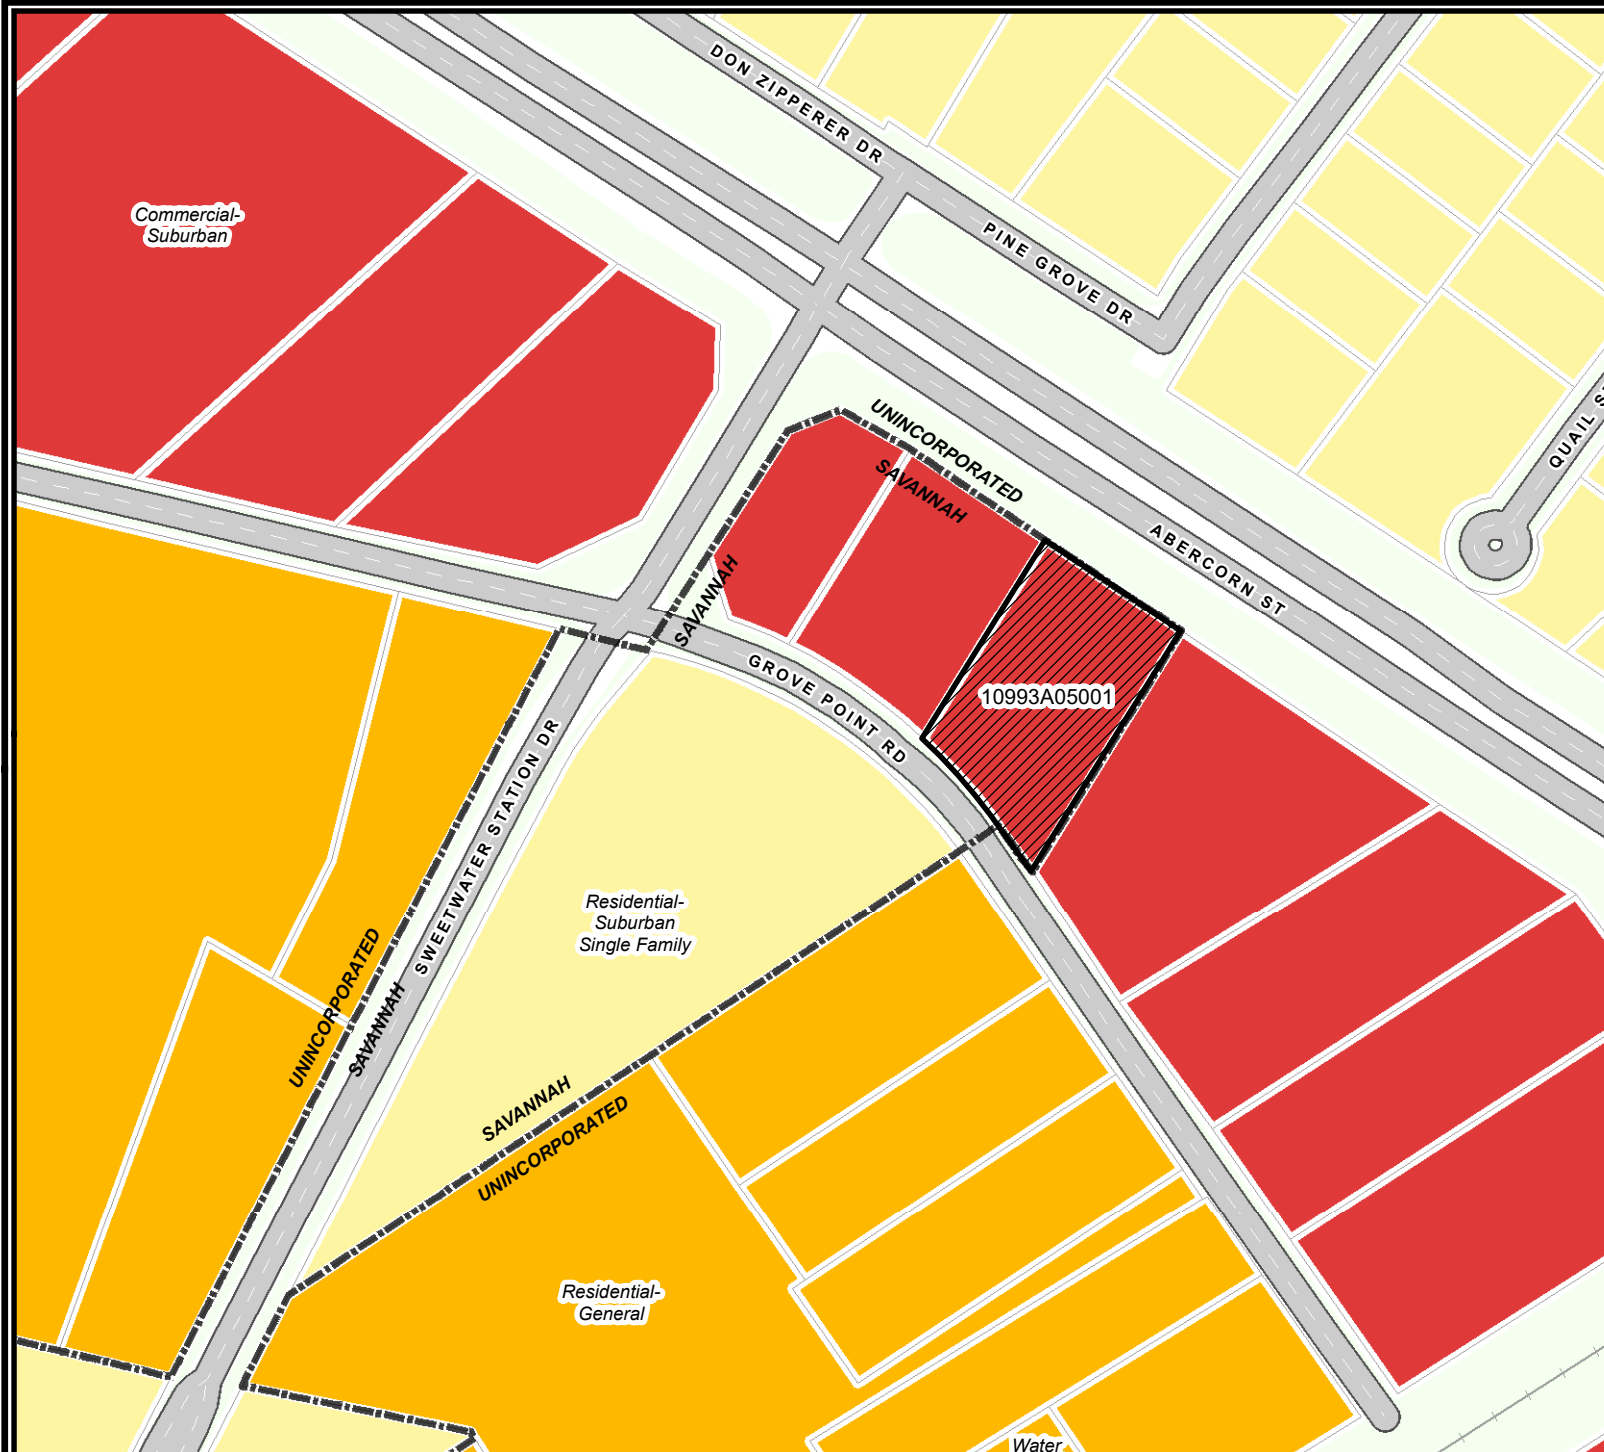 DON ZIPPERER DR
PINE GROVE DR
Commercial-
Suburban
QUAIL S
UNINCORPORATED
SAVANNAH
ABERCORN ST
SAVANNAH
GROVE POINT RD
10993A05001
SWEETWATER STATION DR
Residential-
Suburban
Single Family
UNINCORPORATED
SAVANNAH
SAVANNAH
UNINCORPORATED
Residential-
General
Water